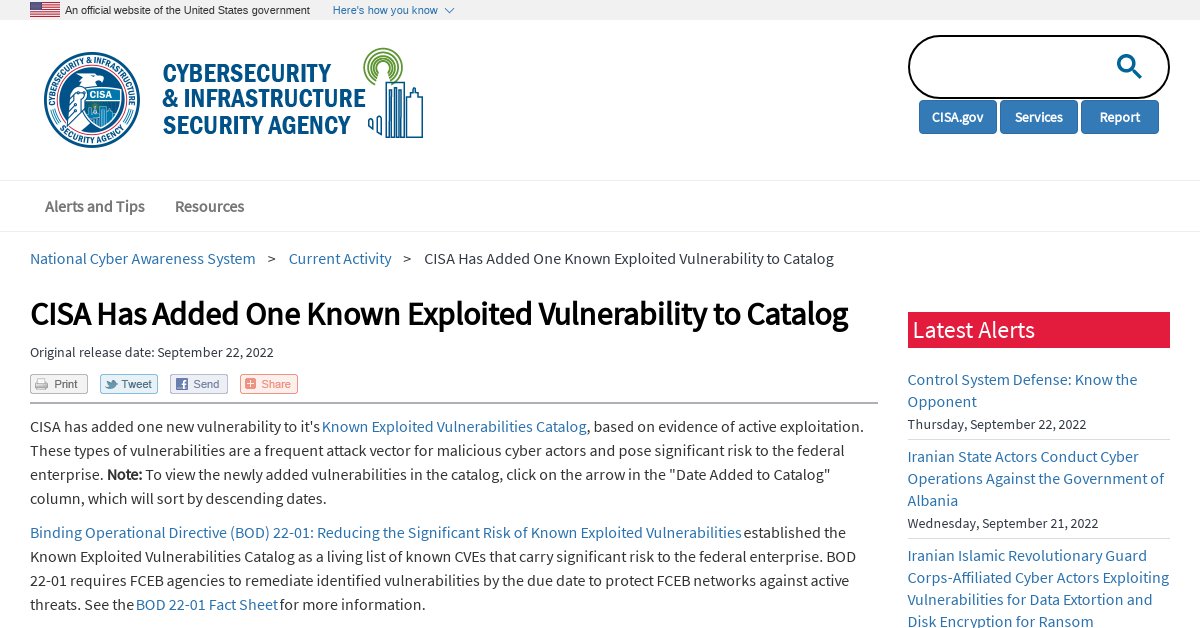 An official website of the United States government Here's how you know
CYBERSECURITY & INFRASTRUCTURE
CISA
SECURITY AGENCY
CYBERSECURITY
& INFRASTRUCTURE
SECURITY AGENCY
CISA.gov Services Report
Alerts and Tips Resources
National Cyber Awareness System > Current Activity > CISA Has Added One Known Exploited Vulnerability to Catalog
CISA Has Added One Known Exploited Vulnerability to Catalog
Original release date: September 22, 2022
Print Tweet Send Share
CISA has added one new vulnerability to it's Known Exploited Vulnerabilities Catalog, based on evidence of active exploitation.
These types of vulnerabilities are a frequent attack vector for malicious cyber actors and pose significant risk to the federal
enterprise. Note: To view the newly added vulnerabilities in the catalog, click on the arrow in the "Date Added to Catalog"
column, which will sort by descending dates.
Binding Operational Directive (BOD) 22-01: Reducing the Significant Risk of Known Exploited Vulnerabilities established the
Known Exploited Vulnerabilities Catalog as a living list of known CVEs that carry significant risk to the federal enterprise. BOD
22-01 requires FCEB agencies to remediate identified vulnerabilities by the due date to protect FCEB networks against active
threats. See the BOD 22-01 Fact Sheet for more information.
Latest Alerts
Control System Defense: Know the
Opponent
Thursday, September 22, 2022
Iranian State Actors Conduct Cyber
Operations Against the Government of
Albania
Wednesday, September 21, 2022
Iranian Islamic Revolutionary Guard
Corps-Affiliated Cyber Actors Exploiting
Vulnerabilities for Data Extortion and
Disk Encryption for Ransom